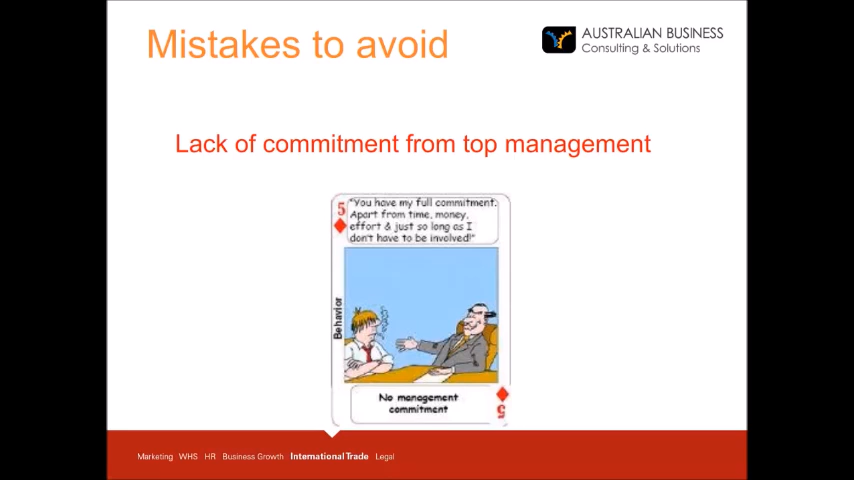 Mistakes to avoid
AUSTRALIAN BUSINESS
Consulting & Solutions
Lack of commitment from top management
5
"You have my full commitment.
Apart from time, money,
effort & just so long as I
don't have to be involved!"
Behavior
No management
commitment
5
Marketing WHS HR Business Growth International Trade Legal